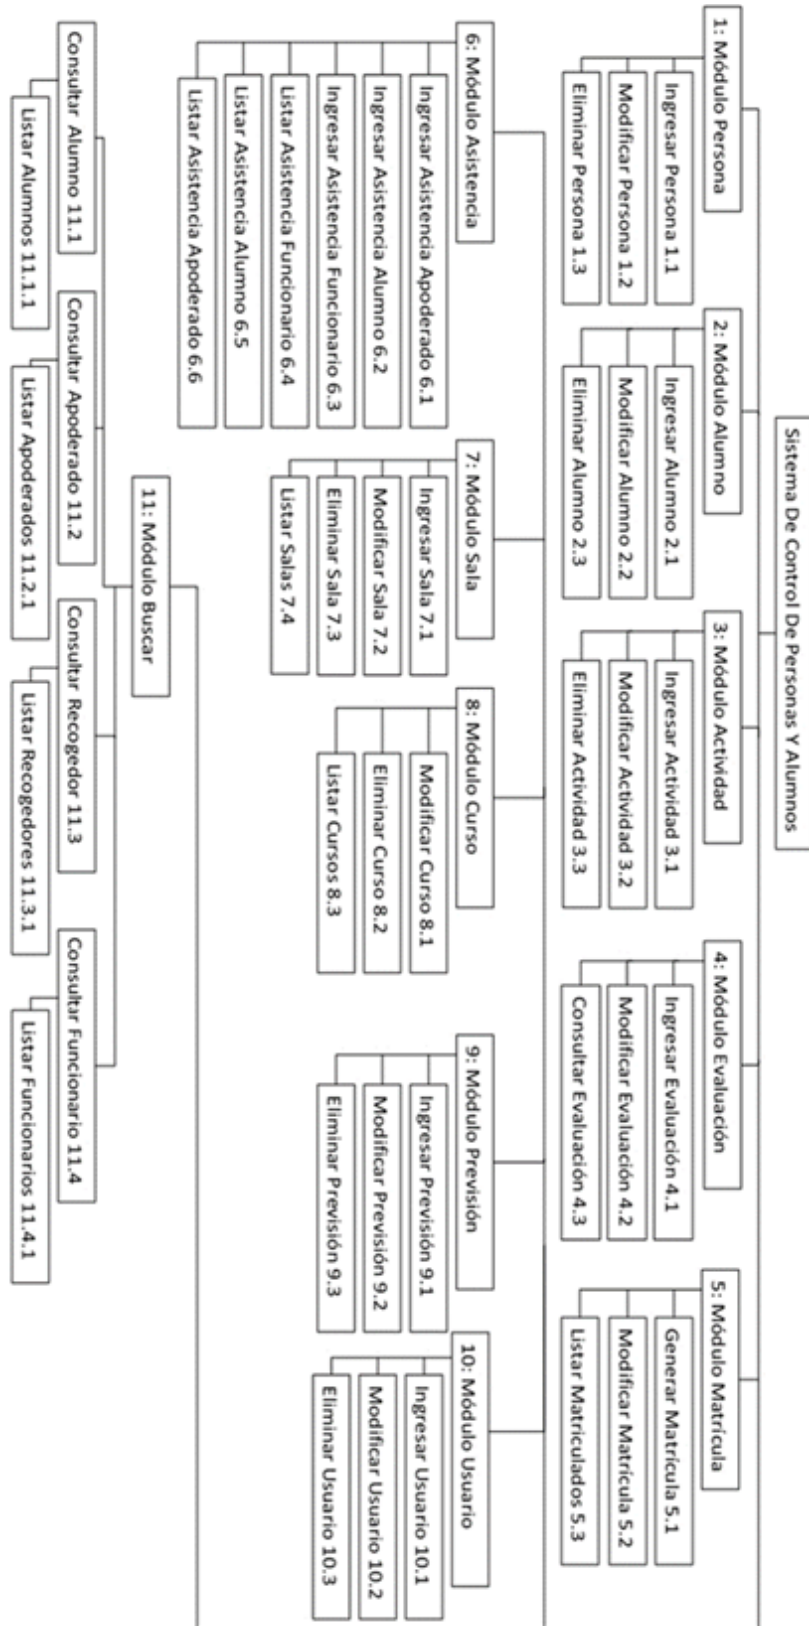 Sistema De Control De Personas Y Alumnos
1: Módulo Persona
Ingresar Persona 1.1
Modificar Persona 1.2
Eliminar Persona 1.3
2: Módulo Alumno
Ingresar Alumno 2.1
Modificar Alumno 2.2
Eliminar Alumno 2.3
3: Módulo Actividad
Ingresar Actividad 3.1
Modificar Actividad 3.2
Eliminar Actividad 3.3
4: Módulo Evaluación
Ingresar Evaluación 4.1
Modificar Evaluación 4.2
Consultar Evaluación 4.3
5: Módulo Matrícula
Generar Matrícula 5.1
Modificar Matrícula 5.2
Listar Matriculados 5.3
6: Módulo Asistencia
Ingresar Asistencia Apoderado 6.1
Ingresar Asistencia Alumno 6.2
Ingresar Asistencia Funcionario 6.3
Listar Asistencia Funcionario 6.4
Listar Asistencia Alumno 6.5
Listar Asistencia Apoderado 6.6
7: Módulo Sala
Ingresar Sala 7.1
Modificar Sala 7.2
Eliminar Sala 7.3
Listar Salas 7.4
8: Módulo Curso
Modificar Curso 8.1
Eliminar Curso 8.2
Listar Cursos 8.3
9: Módulo Previsión
Ingresar Previsión 9.1
Modificar Previsión 9.2
Eliminar Previsión 9.3
10: Módulo Usuario
Ingresar Usuario 10.1
Modificar Usuario 10.2
Eliminar Usuario 10.3
11: Módulo Buscar
Consultar Alumno 11.1
Listar Alumnos 11.1.1
Consultar Apoderado 11.2
Listar Apoderados 11.2.1
Consultar Recogedor 11.3
Listar Recogedores 11.3.1
Consultar Funcionario 11.4
Listar Funcionarios 11.4.1